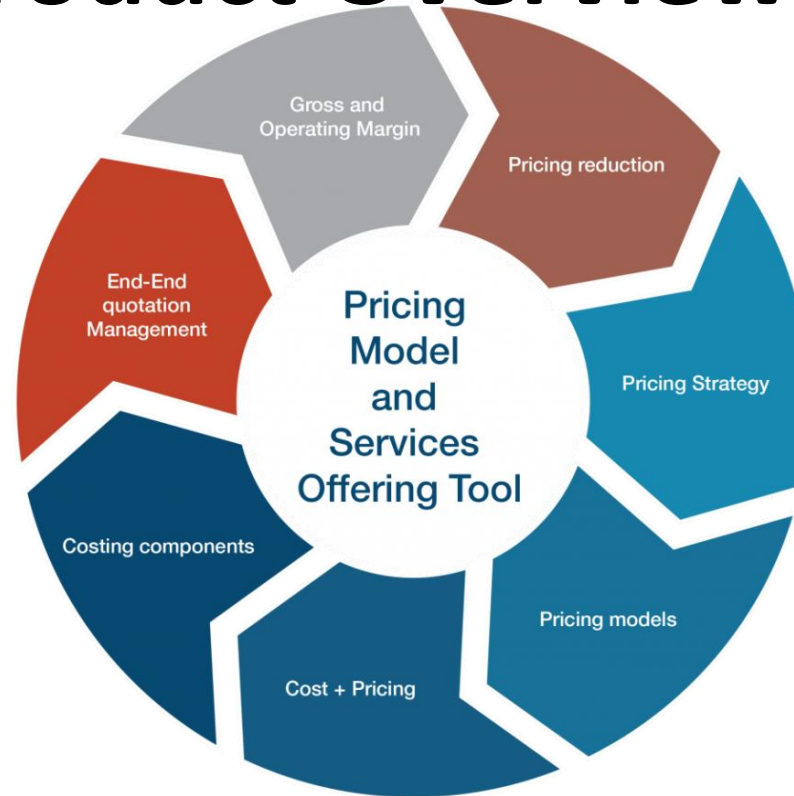 Gross and
Operating Margin
Pricing reduction
End-End
quotation
Management
Pricing
Model
and
Services
Offering Tool
Pricing Strategy
Costing components
Pricing models
Cost + Pricing